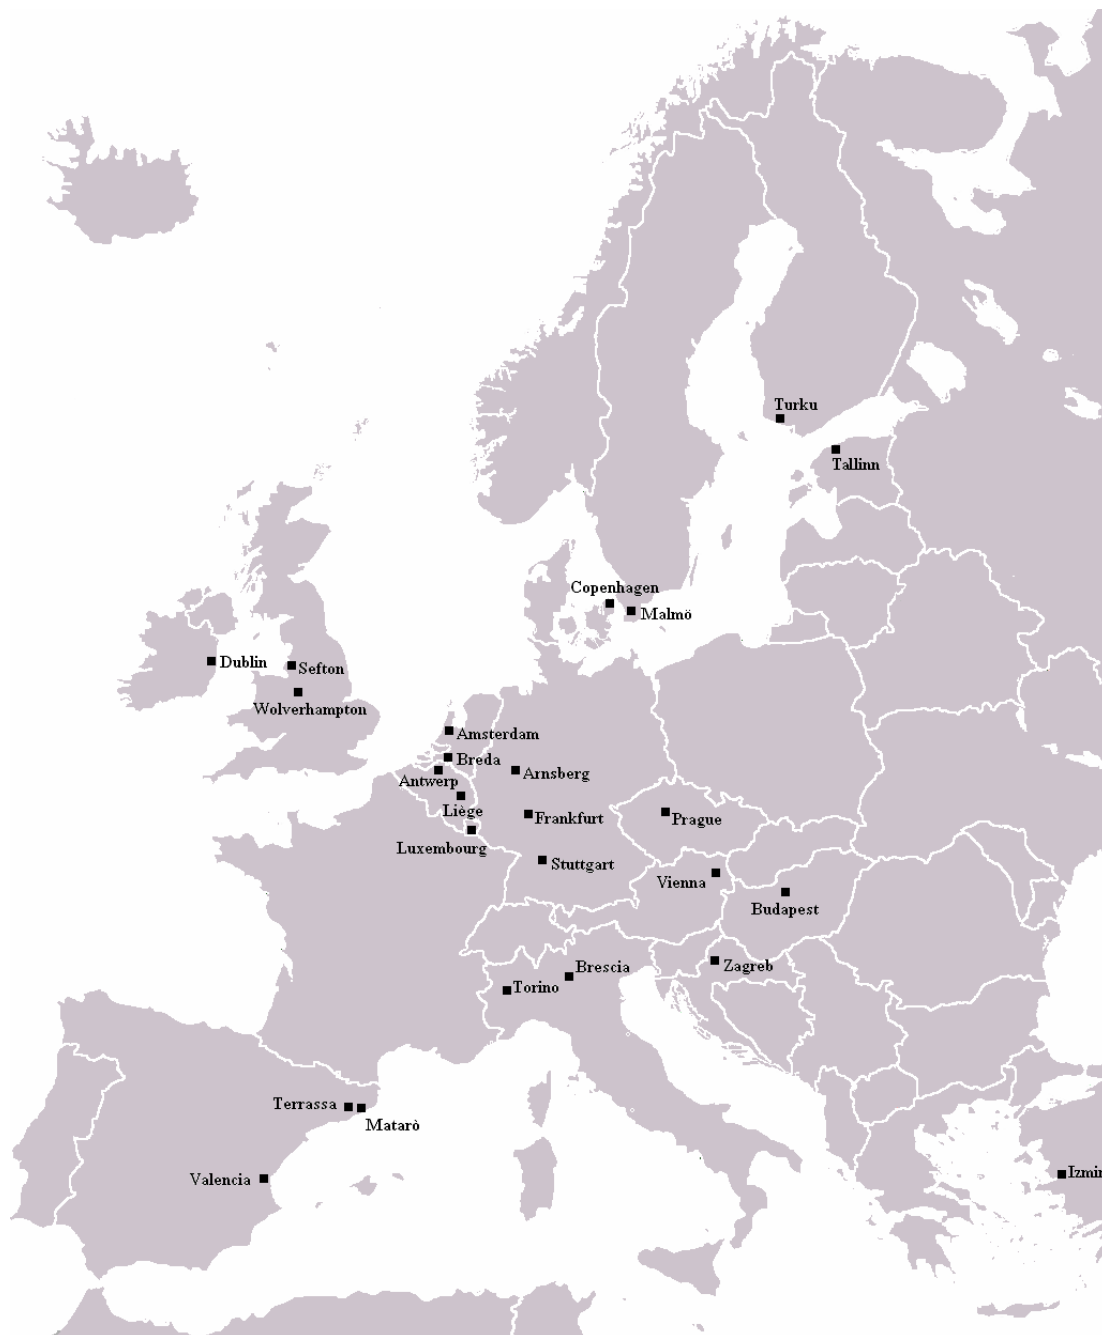 Turku
Tallinn
Copenhagen
Malmö
Dublin
Sefton
Wolverhampton
Amsterdam
Breda
Antwerp
Arnsberg
Liège
Frankfurt
Prague
Luxembourg
Stuttgart
Vienna
Budapest
Zagreb
Brescia
Torino
Terrassa
Matarò
Valencia
Izmir